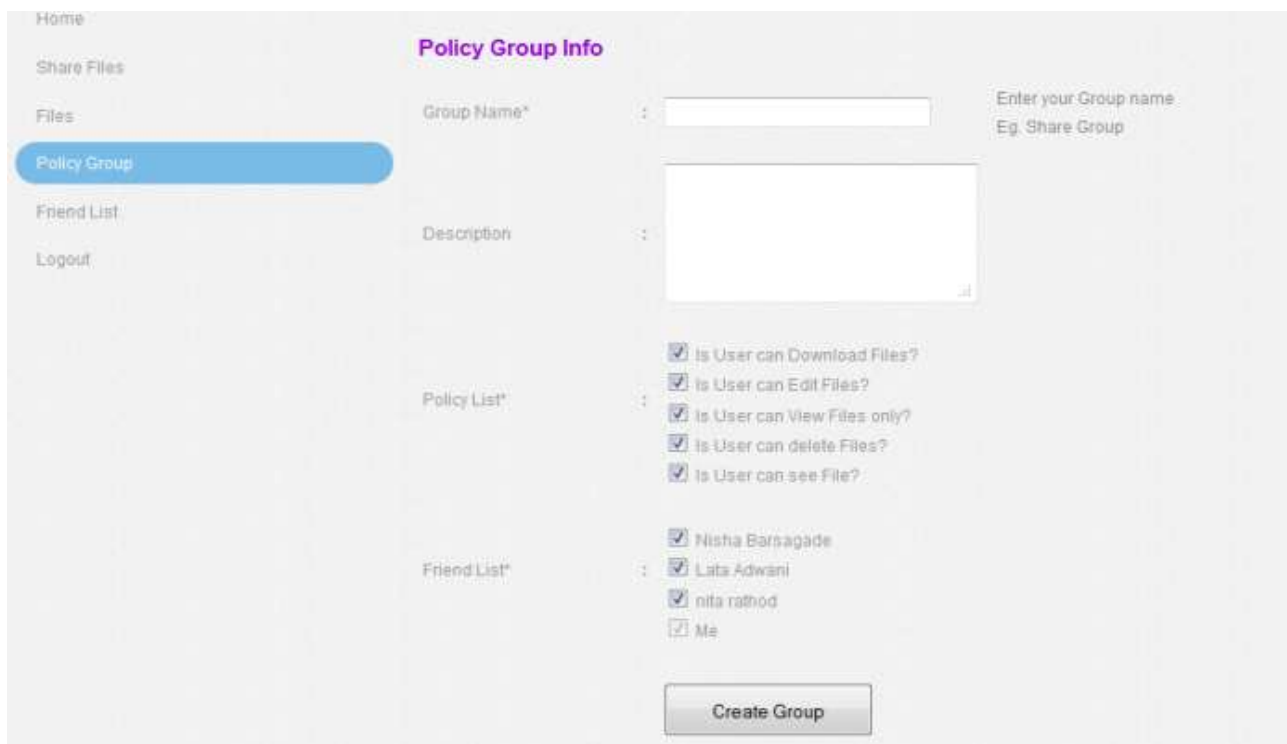 Home
Share Files
Files
Policy Group
Friend List
Logout
Policy Group Info
Group Name* :
Enter your Group name
Eg. Share Group
Description :
Policy List* :
Is User can Download Files?
Is User can Edit Files?
Is User can View Files only?
Is User can delete Files?
Is User can see File?
Friend List* :
Nisha Barsagade
Lata Adwani
nita rathod
Me
Create Group